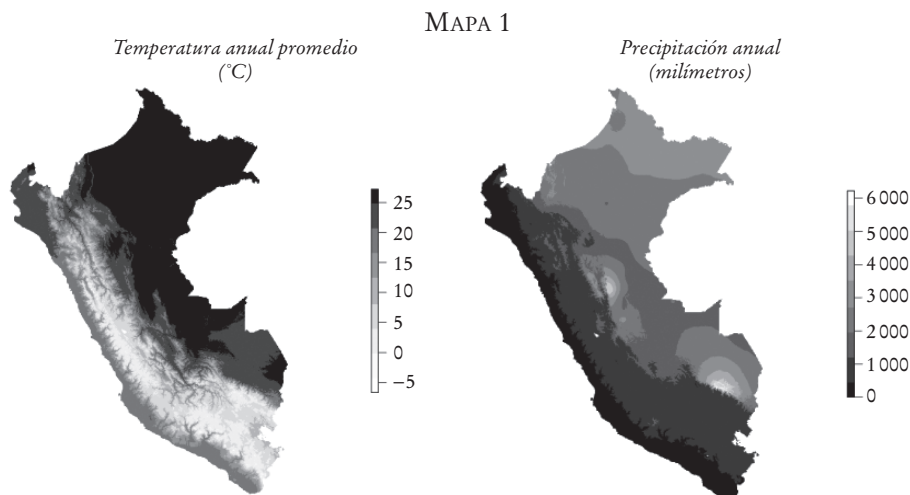 MAPA 1
Temperatura anual promedio
(°C)
Precipitación anual
(milímetros)
25
20
15
10
5
0
−5
6 000
5 000
4 000
3 000
2 000
1 000
0